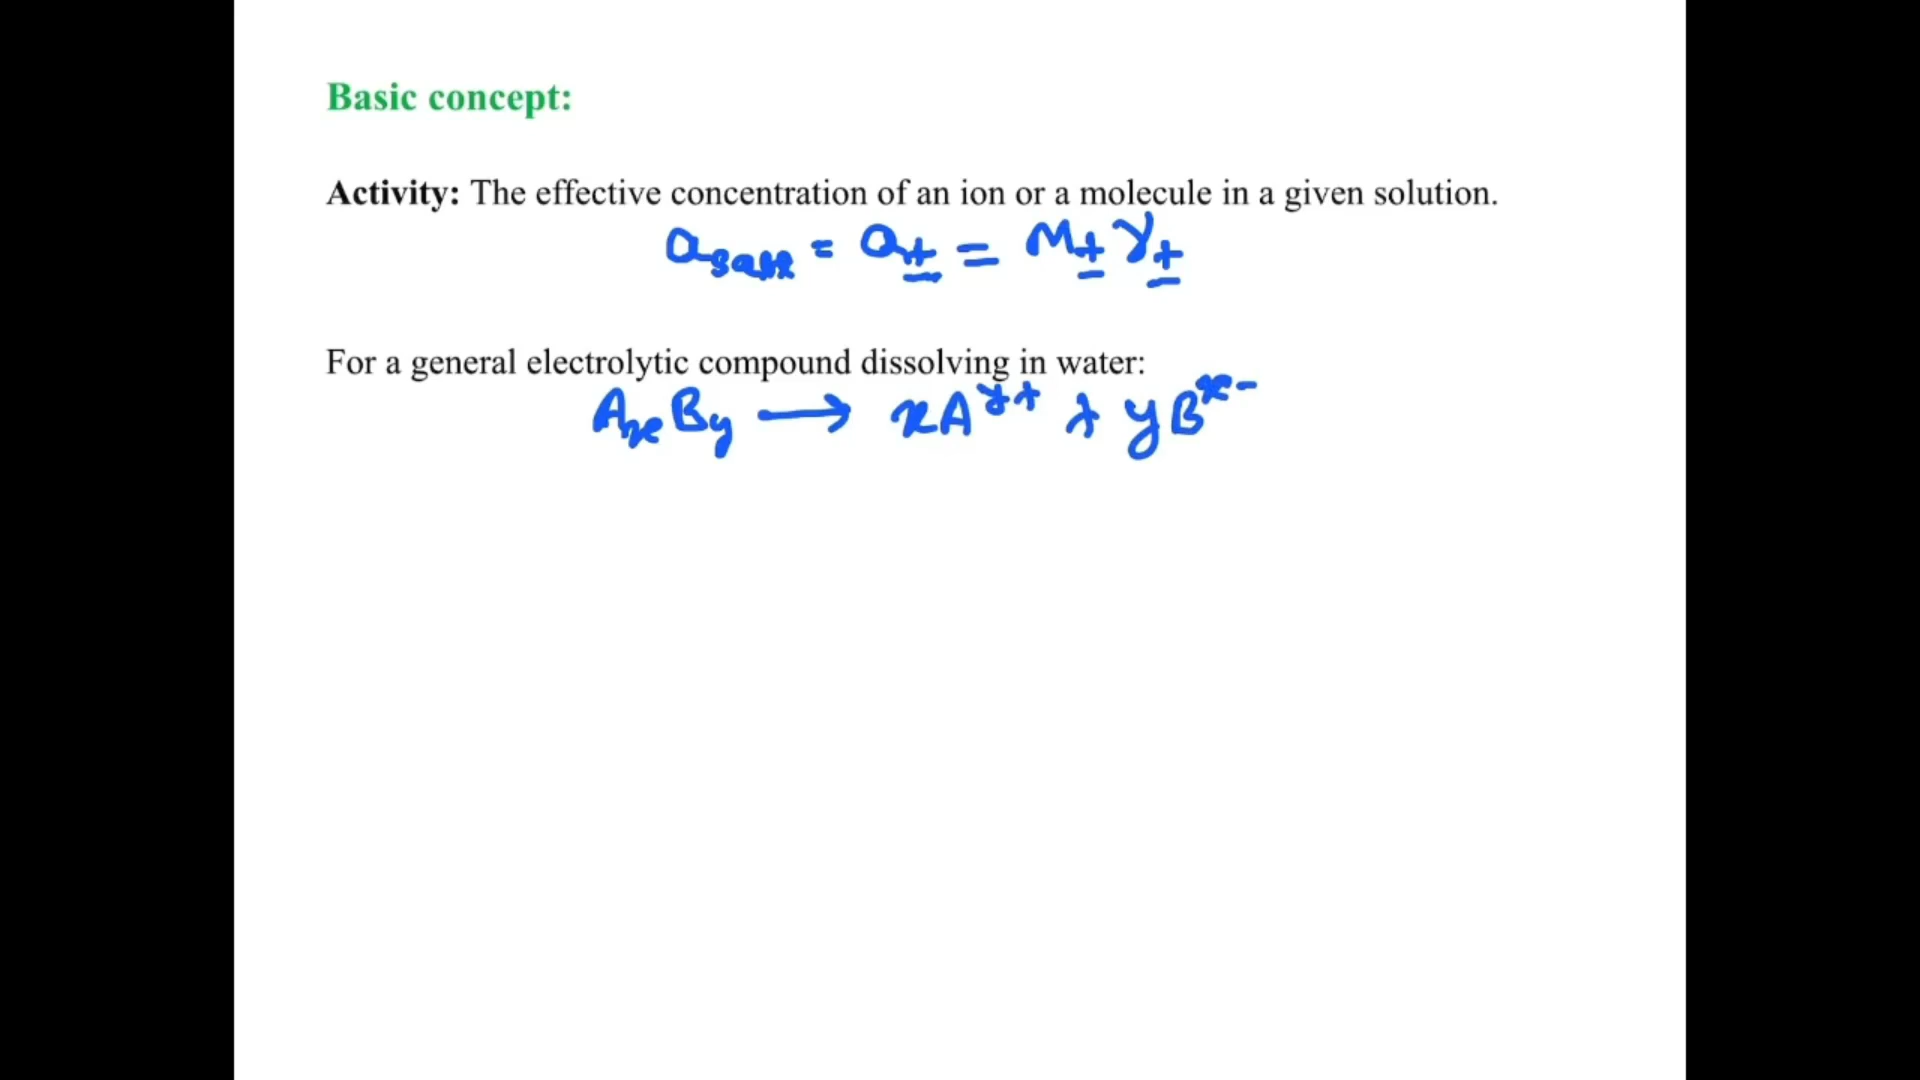 Basic concept:
Activity: The effective concentration of an ion or a molecule in a given solution.
a_salt = a± = M± γ±
For a general electrolytic compound dissolving in water:
AxBy → xA^y+ + yB^x-